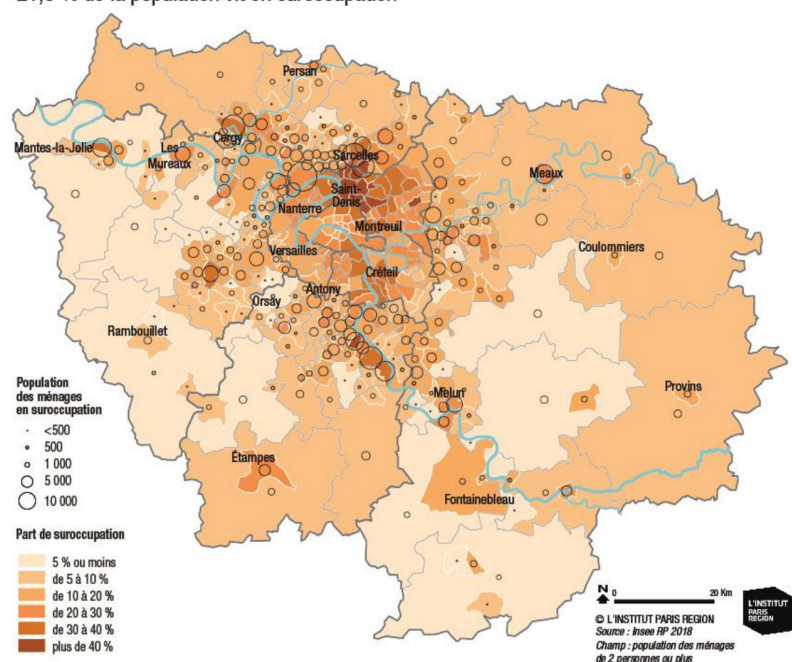 Persan
Cergy
Mantes-la-Jolie
Les
Mureaux
Sarcelles
Saint-
Denis
Meaux
Nanterre
Montreuil
Versailles
Coulommiers
Créteil
Antony
Orsay
Rambouillet
Melun
Provins
Étampes
Fontainebleau
Population
des ménages
en suroccupation
<500
500
1 000
5 000
10 000
Part de suroccupation
5 % ou moins
de 5 à 10 %
de 10 à 20 %
de 20 à 30 %
de 30 à 40 %
plus de 40 %
N 0 20 Km
© L'INSTITUT PARIS REGION
Source : Insee RP 2018
Champ : population des ménages
de 2 personnes ou plus
L'INSTITUT
PARIS
REGION